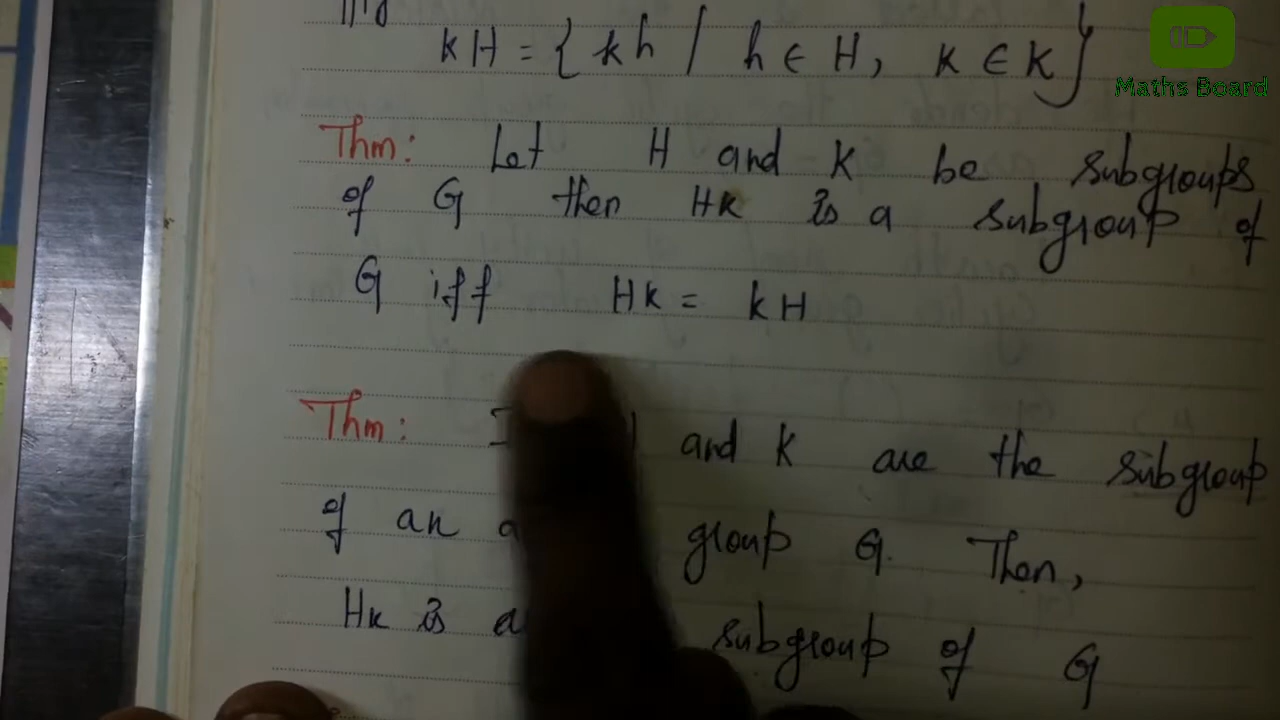 KH = { kh / h ∈ H, k ∈ K }
Maths Board
Thm: Let H and K be subgroups
of G then HK is a subgroup of
G iff HK = KH
Thm: and K are the subgroup
of an group G. Then,
HK is subgroup of G